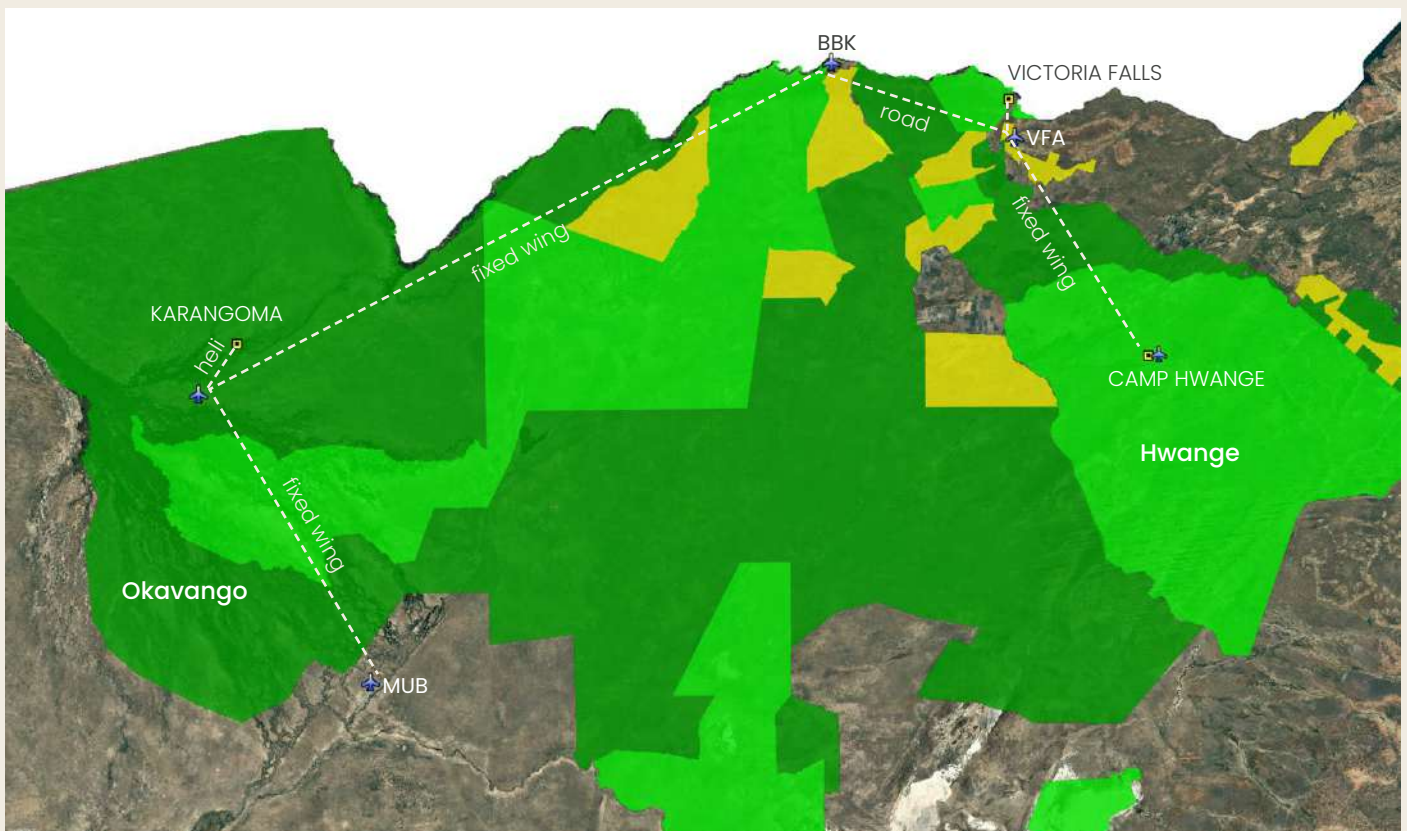 BBK
VICTORIA FALLS
road
VFA
fixed wing
fixed wing
KARANGOMA
heli
CAMP HWANGE
Hwange
fixed wing
Okavango
MUB